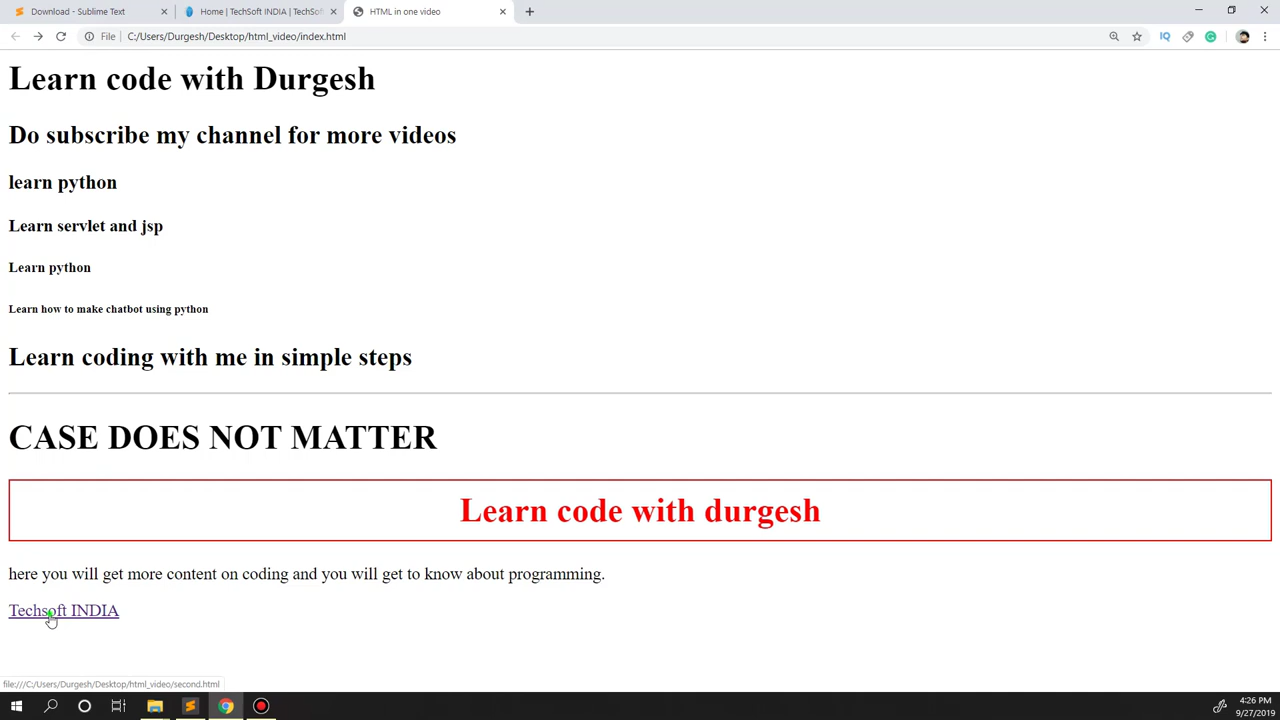 Download - Sublime Text
Home | TechSoft INDIA | TechSof
HTML in one video
File | C:/Users/Durgesh/Desktop/html_video/index.html
IQ
Learn code with Durgesh
Do subscribe my channel for more videos
learn python
Learn servlet and jsp
Learn python
Learn how to make chatbot using python
Learn coding with me in simple steps
CASE DOES NOT MATTER
Learn code with durgesh
here you will get more content on coding and you will get to know about programming.
Techsoft INDIA
file:///C:/Users/Durgesh/Desktop/html_video/second.html
4:26 PM
9/27/2019